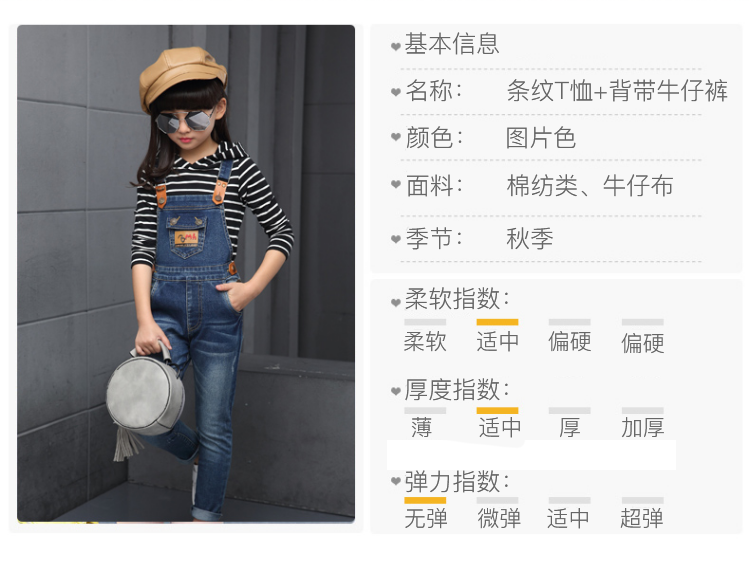 基本信息
名称： 条纹T恤+背带牛仔裤
颜色： 图片色
面料： 棉纺类、牛仔布
季节： 秋季
柔软指数：
柔软 适中 偏硬 偏硬
厚度指数：
薄 适中 厚 加厚
弹力指数：
无弹 微弹 适中 超弹